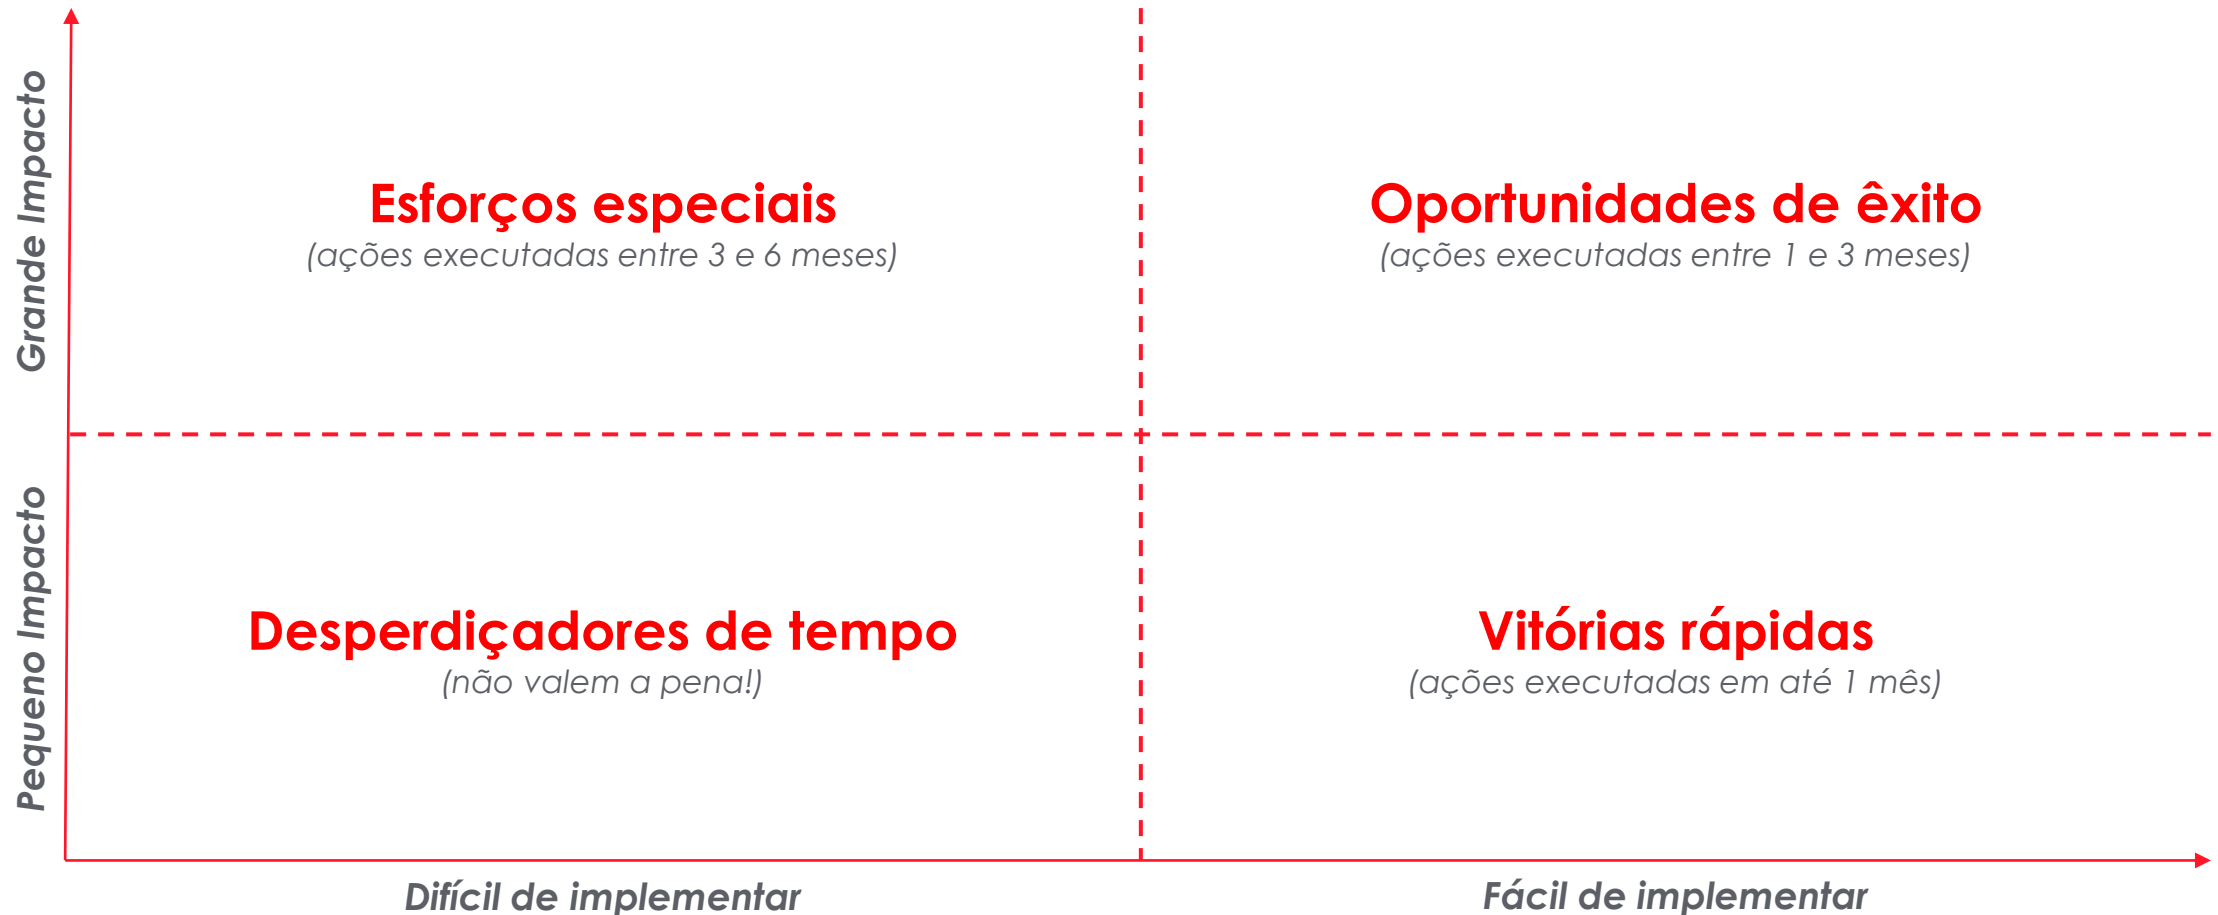 Grande Impacto
Esforços especiais
(ações executadas entre 3 e 6 meses)
Oportunidades de êxito
(ações executadas entre 1 e 3 meses)
Pequeno Impacto
Desperdiçadores de tempo
(não valem a pena!)
Vitórias rápidas
(ações executadas em até 1 mês)
Difícil de implementar
Fácil de implementar